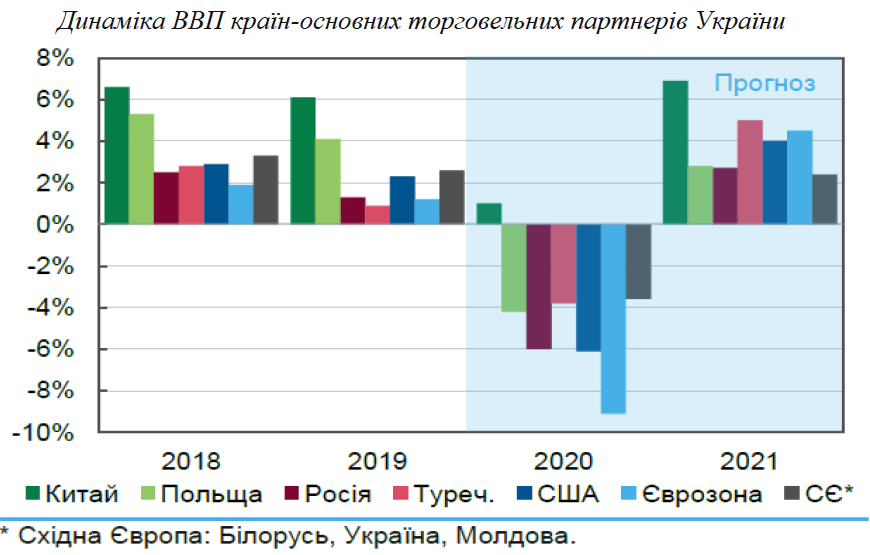 Динаміка ВВП країн-основних торговельних партнерів України
8%
Прогноз
6%
4%
2%
0%
-2%
-4%
-6%
-8%
-10%
2018 2019 2020 2021
Китай Польща Росія Туреч. США Єврозона СЄ*
* Східна Європа: Білорусь, Україна, Молдова.